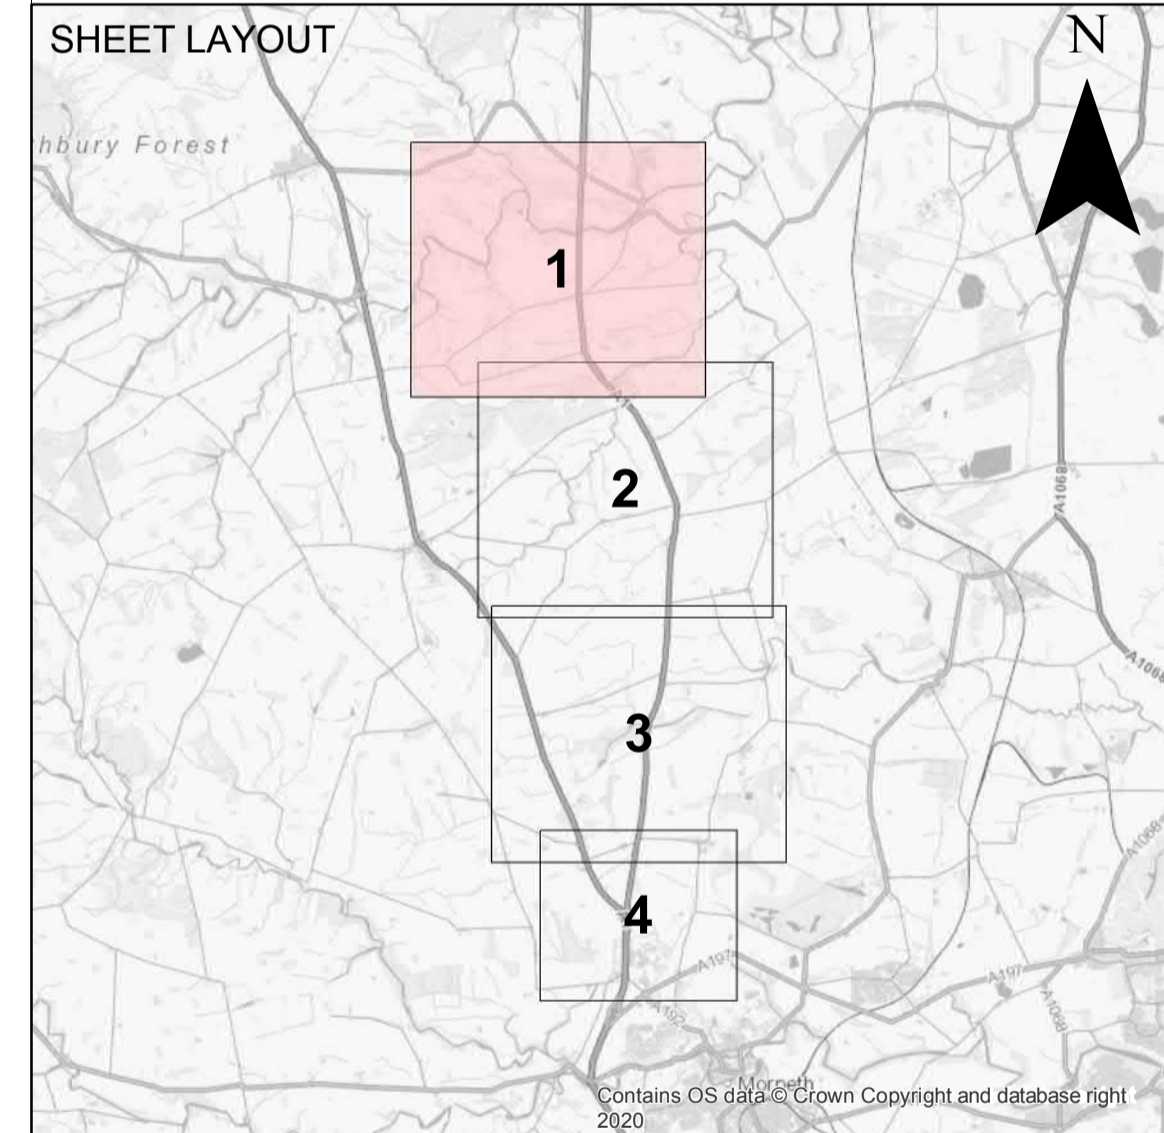 SHEET LAYOUT
N
hbury Forest
1
A1
2
A1068
A1068
3
A1068
4
A197
A197
A192
A1068
Morpeth
Contains OS data © Crown Copyright and database right
2020